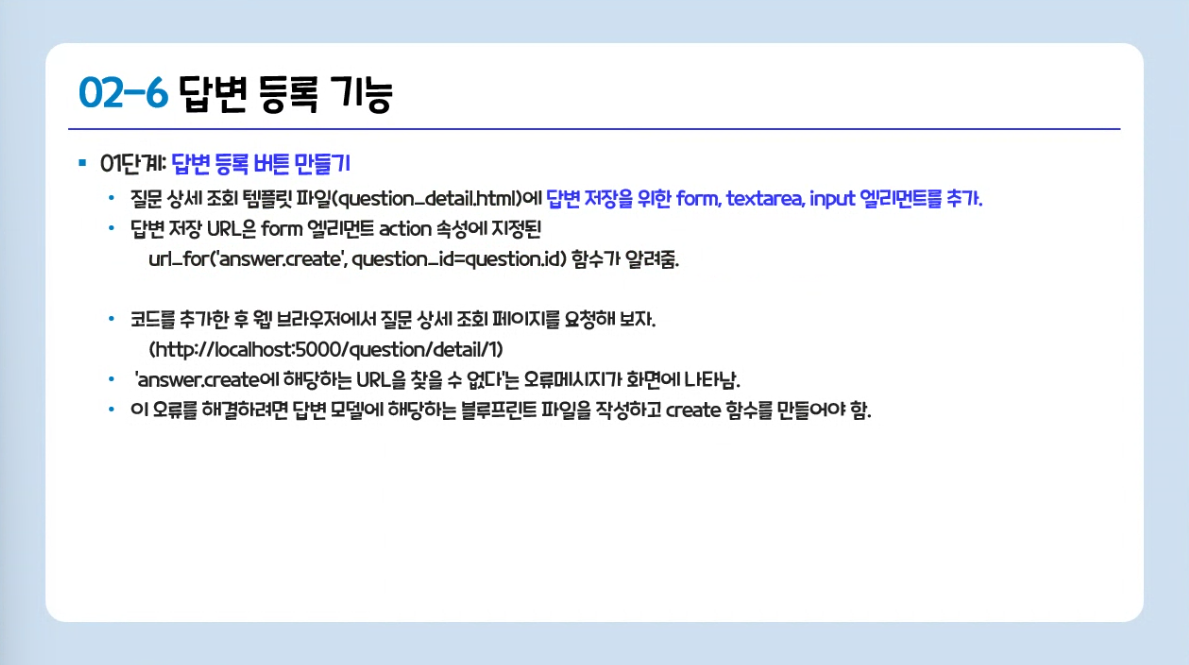 02-6 답변 등록 기능
01단계: 답변 등록 버튼 만들기
질문 상세 조회 템플릿 파일(question_detail.html)에 답변 저장을 위한 form, textarea, input 엘리먼트를 추가.
답변 저장 URL은 form 엘리먼트 action 속성에 지정된
url_for('answer.create', question_id=question.id) 함수가 알려줌.
코드를 추가한 후 웹 브라우저에서 질문 상세 조회 페이지를 요청해 보자.
(http://localhost:5000/question/detail/1)
'answer.create에 해당하는 URL을 찾을 수 없다'는 오류메시지가 화면에 나타남.
이 오류를 해결하려면 답변 모델에 해당하는 블루프린트 파일을 작성하고 create 함수를 만들어야 함.